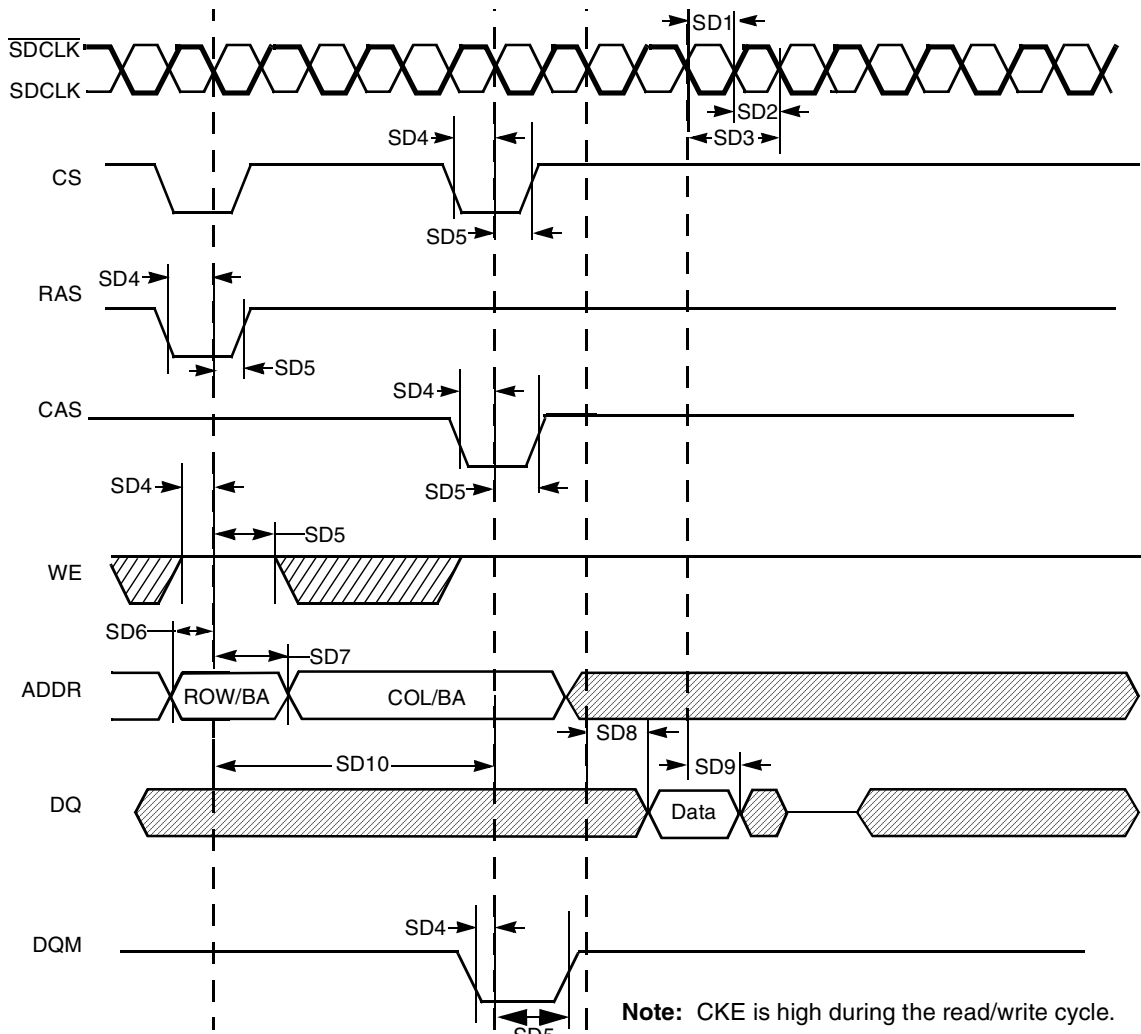 SD1
SDCLK
SDCLK
SD2
SD4
SD3
CS
SD5
SD4
RAS
SD5
SD4
CAS
SD4
SD5
SD5
WE
SD6
SD7
ADDR
ROW/BA
COL/BA
SD8
SD10
SD9
DQ
Data
SD4
DQM
Note: CKE is high during the read/write cycle.
SD5